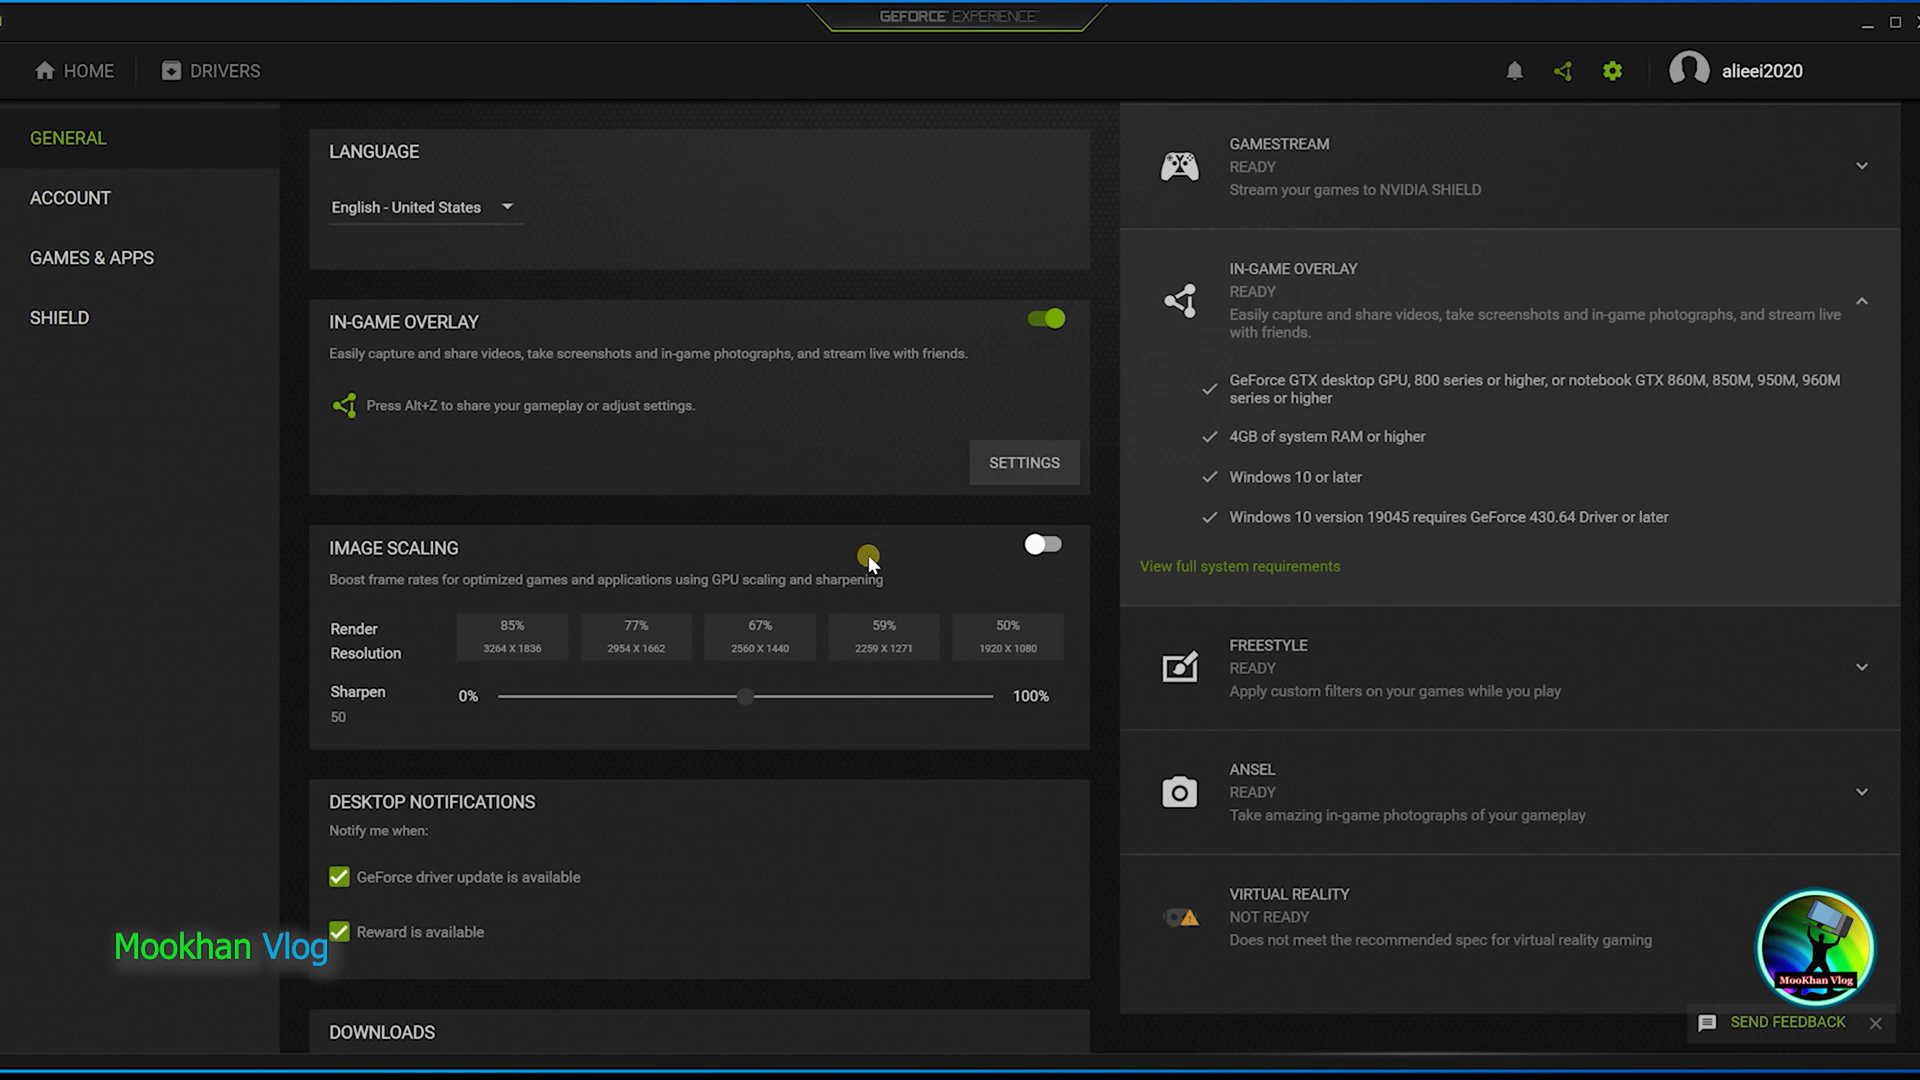 GEFORCE EXPERIENCE
HOME
DRIVERS
alieei2020
GENERAL
ACCOUNT
GAMES & APPS
SHIELD
LANGUAGE
English - United States
IN-GAME OVERLAY
Easily capture and share videos, take screenshots and in-game photographs, and stream live with friends.
Press Alt+Z to share your gameplay or adjust settings.
SETTINGS
IMAGE SCALING
Boost frame rates for optimized games and applications using GPU scaling and sharpening
Render
Resolution
85%
3264 X 1836
77%
2954 X 1662
67%
2560 X 1440
59%
2259 X 1271
50%
1920 X 1080
Sharpen
50
0%
100%
DESKTOP NOTIFICATIONS
Notify me when:
GeForce driver update is available
Reward is available
DOWNLOADS
GAMESTREAM
READY
Stream your games to NVIDIA SHIELD
IN-GAME OVERLAY
READY
Easily capture and share videos, take screenshots and in-game photographs, and stream live
with friends.
GeForce GTX desktop GPU, 800 series or higher, or notebook GTX 860M, 850M, 950M, 960M
series or higher
4GB of system RAM or higher
Windows 10 or later
Windows 10 version 19045 requires GeForce 430.64 Driver or later
View full system requirements
FREESTYLE
READY
Apply custom filters on your games while you play
ANSEL
READY
Take amazing in-game photographs of your gameplay
VIRTUAL REALITY
NOT READY
Does not meet the recommended spec for virtual reality gaming
SEND FEEDBACK
Mookhan Vlog
MooKhan Vlog